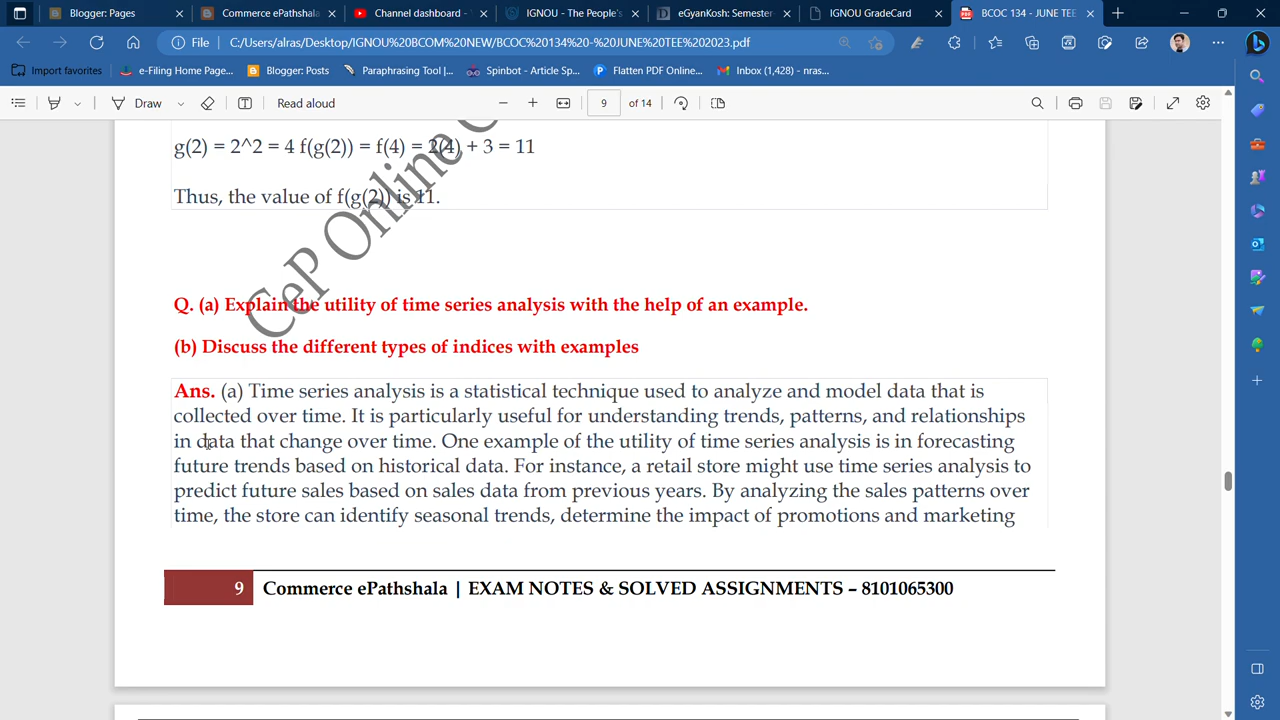 Blogger: Pages
Commerce ePathshala
Channel dashboard -
IGNOU - The People's
eGyanKosh: Semester
IGNOU GradeCard
BCOC 134 - JUNE TEE
File
C:/Users/alras/Desktop/IGNOU%20BCOM%20NEW/BCOC%20134%20-%20JUNE%20TEE%202023.pdf
Import favorites
e-Filing Home Page...
Blogger: Posts
Paraphrasing Tool |...
Spinbot - Article Sp...
Flatten PDF Online...
Inbox (1,428) - nras...
Draw
Read aloud
9 of 14
g(2) = 2^2 = 4 f(g(2)) = f(4) = 2(4) + 3 = 11
Thus, the value of f(g(2)) is 11.
CeP Online
Q. (a) Explain the utility of time series analysis with the help of an example.
(b) Discuss the different types of indices with examples
Ans. (a) Time series analysis is a statistical technique used to analyze and model data that is
collected over time. It is particularly useful for understanding trends, patterns, and relationships
in data that change over time. One example of the utility of time series analysis is in forecasting
future trends based on historical data. For instance, a retail store might use time series analysis to
predict future sales based on sales data from previous years. By analyzing the sales patterns over
time, the store can identify seasonal trends, determine the impact of promotions and marketing
9 Commerce ePathshala | EXAM NOTES & SOLVED ASSIGNMENTS – 8101065300